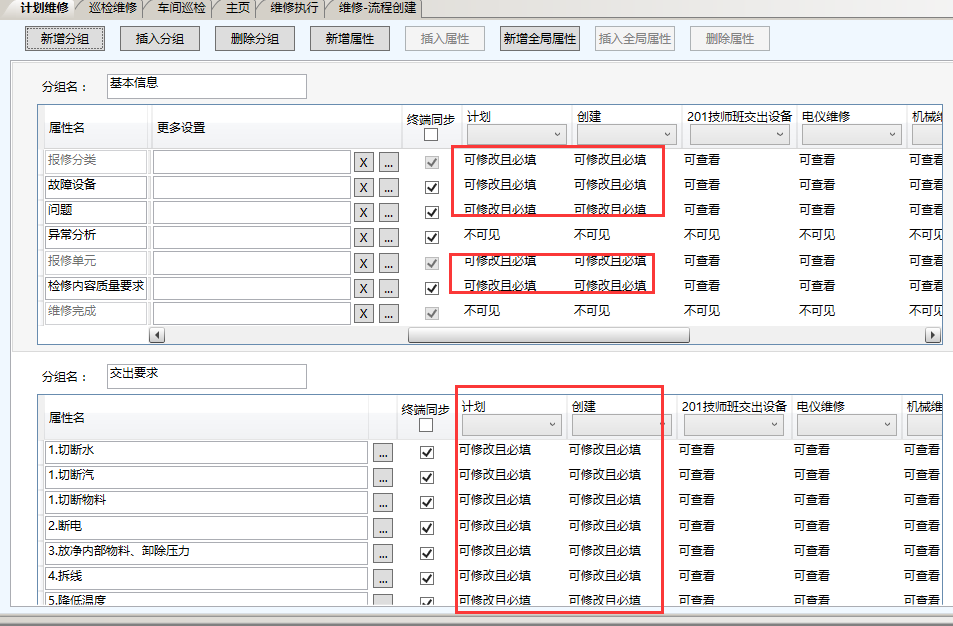 计划维修 巡检维修 车间巡检 主页 维修执行 维修-流程创建
新增分组 插入分组 删除分组 新增属性 插入属性 新增全局属性 插入全局属性 删除属性
分组名： 基本信息
属性名 更多设置 终端同步 计划 创建 201技师班交出设备 电仪维修 机械维
报修分类 X ... 可修改且必填 可修改且必填 可查看 可查看 可查看
故障设备 X ... 可修改且必填 可修改且必填 可查看 可查看 可查看
问题 X ... 可修改且必填 可修改且必填 可查看 可查看 可查看
异常分析 X ... 不可见 不可见 不可见 不可见 不可见
报修单元 X ... 可修改且必填 可修改且必填 可查看 可查看 可查看
检修内容质量要求 X ... 可修改且必填 可修改且必填 可查看 可查看 可查看
维修完成 X ... 不可见 不可见 不可见 不可见 不可见
分组名： 交出要求
属性名 终端同步 计划 创建 201技师班交出设备 电仪维修 机械维
1.切断水 ... 可修改且必填 可修改且必填 可查看 可查看 可查看
1.切断汽 ... 可修改且必填 可修改且必填 可查看 可查看 可查看
1.切断物料 ... 可修改且必填 可修改且必填 可查看 可查看 可查看
2.断电 ... 可修改且必填 可修改且必填 可查看 可查看 可查看
3.放净内部物料、卸除压力 ... 可修改且必填 可修改且必填 可查看 可查看 可查看
4.拆线 ... 可修改且必填 可修改且必填 可查看 可查看 可查看
5.降低温度 可修改且必填 可修改且必填 可查看 可查看 可查看